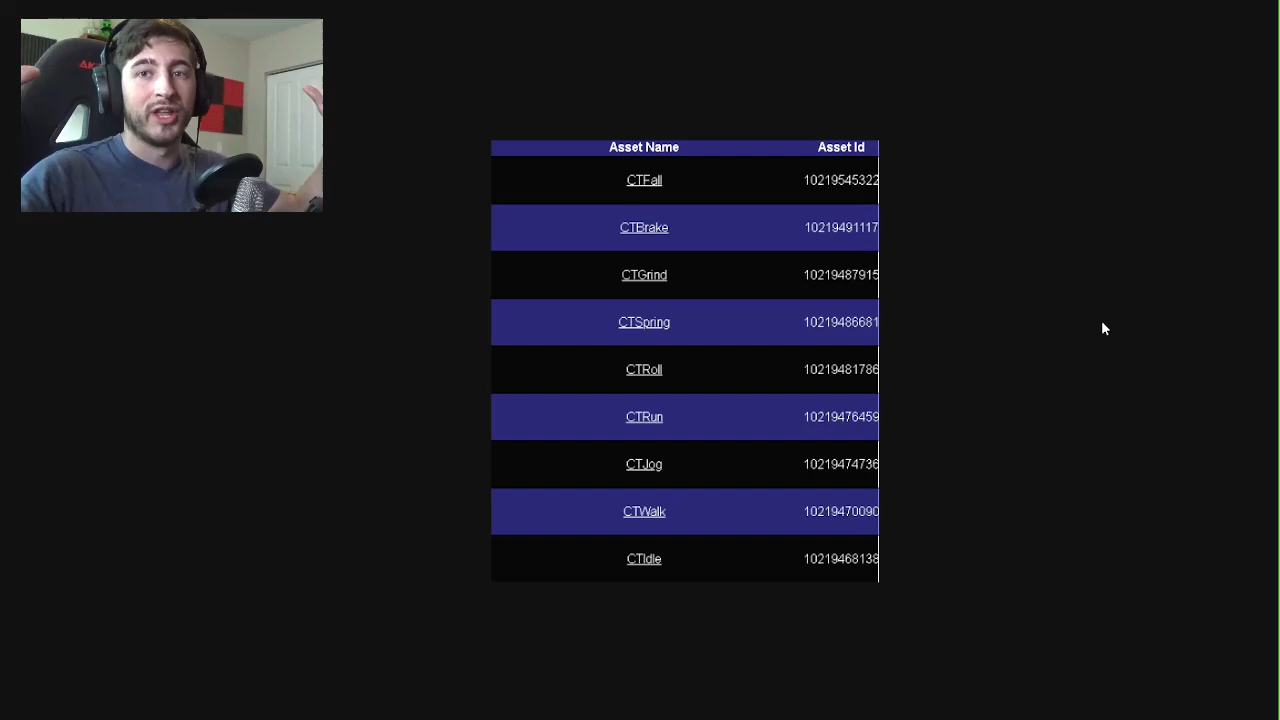 AK
Asset Name Asset Id
CTFall 10219545322
CTBrake 10219491117
CTGrind 10219487915
CTSpring 10219486681
CTRoll 10219481786
CTRun 10219476459
CTJog 10219474736
CTWalk 10219470090
CTIdle 10219468138